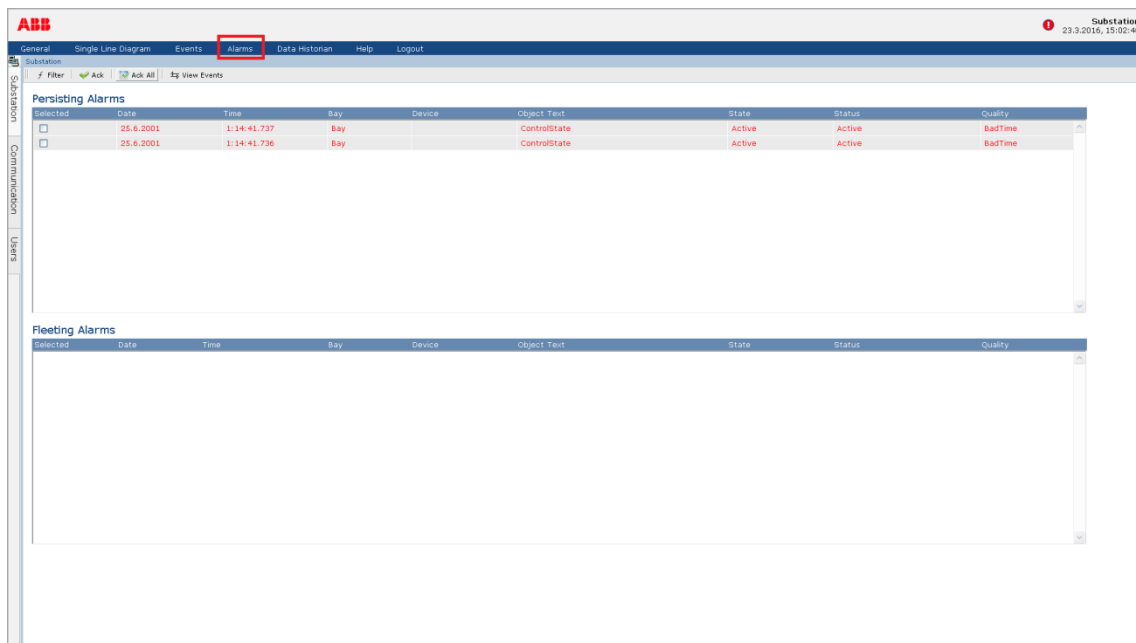 ABB
Substation
23.3.2016, 15:02:4
General Single Line Diagram Events Alarms Data Historian Help Logout
Substation
Filter Ack Ack All View Events
Substation
Communication
Users
Persisting Alarms
Selected Date Time Bay Device Object Text State Status Quality
25.6.2001 1:14:41.737 Bay ControlState Active Active BadTime
25.6.2001 1:14:41.736 Bay ControlState Active Active BadTime
Fleeting Alarms
Selected Date Time Bay Device Object Text State Status Quality